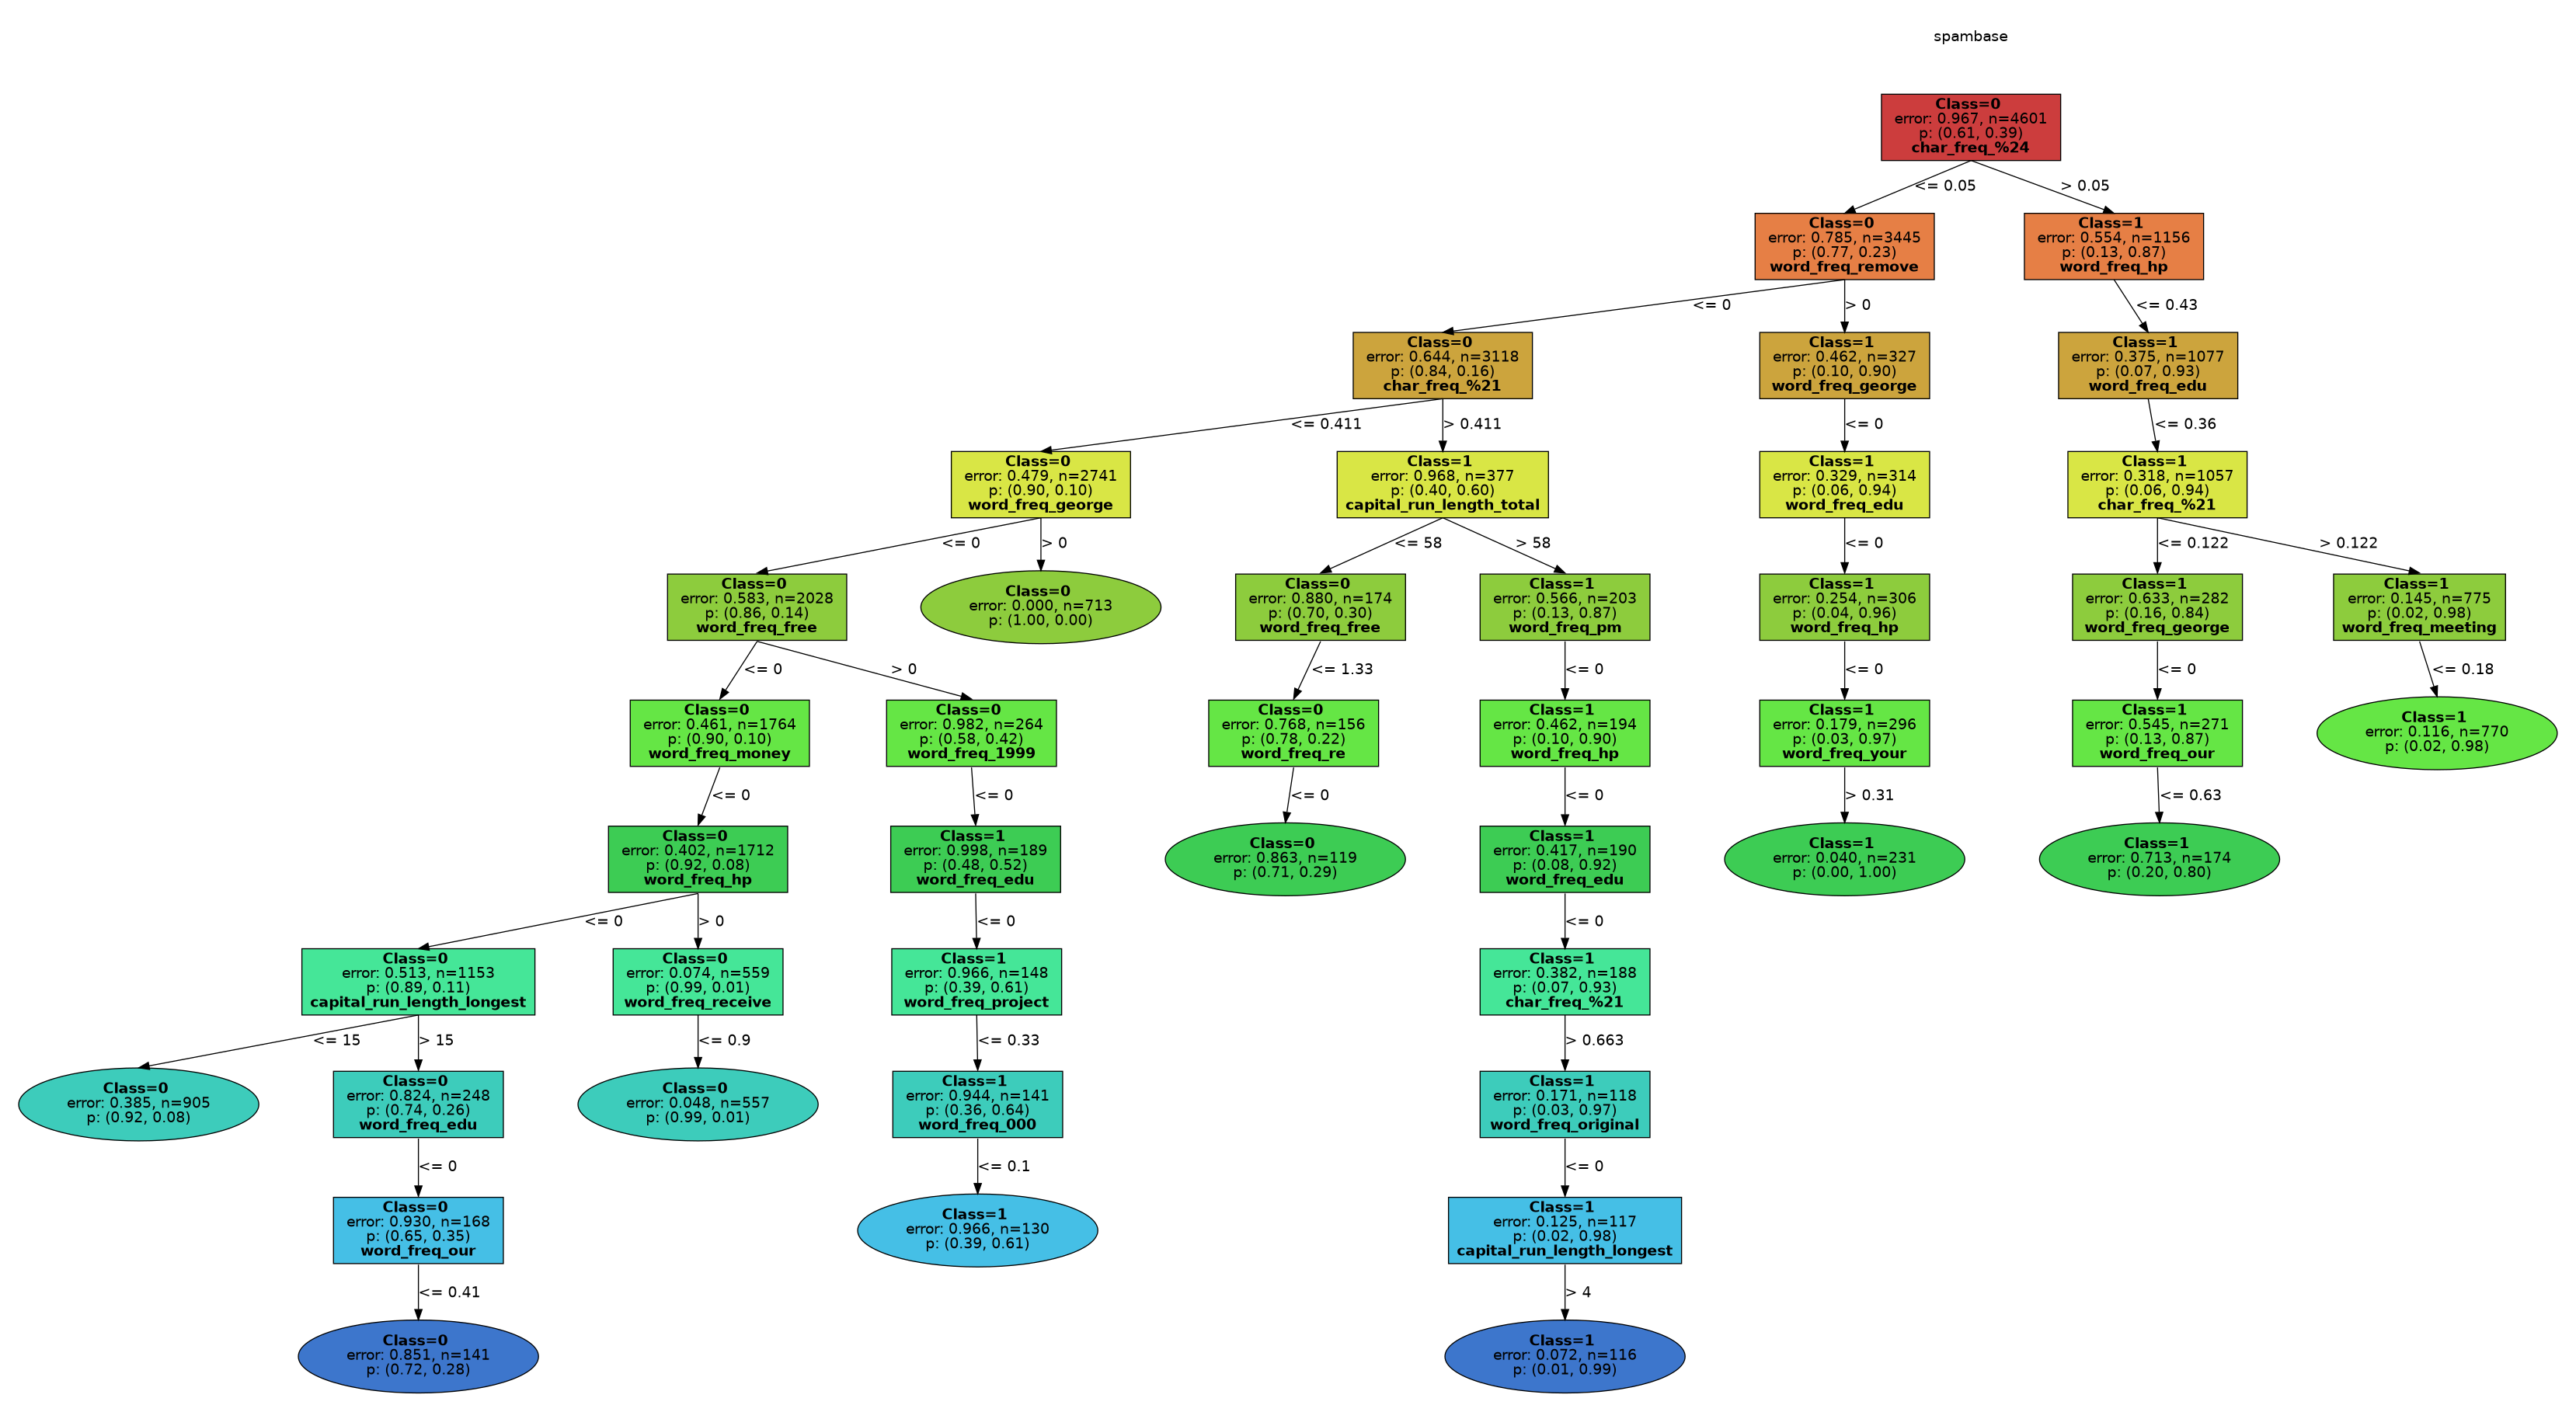 spambase
Class=0
error: 0.967, n=4601
p: (0.61, 0.39)
char_freq_%24
<= 0.05
> 0.05
Class=0
error: 0.785, n=3445
p: (0.77, 0.23)
word_freq_remove
Class=1
error: 0.554, n=1156
p: (0.13, 0.87)
word_freq_hp
<= 0
> 0
<= 0.43
Class=0
error: 0.644, n=3118
p: (0.84, 0.16)
char_freq_%21
Class=1
error: 0.462, n=327
p: (0.10, 0.90)
word_freq_george
Class=1
error: 0.375, n=1077
p: (0.07, 0.93)
word_freq_edu
<= 0.411
> 0.411
<= 0
<= 0.36
Class=0
error: 0.479, n=2741
p: (0.90, 0.10)
word_freq_george
Class=1
error: 0.968, n=377
p: (0.40, 0.60)
capital_run_length_total
Class=1
error: 0.329, n=314
p: (0.06, 0.94)
word_freq_edu
Class=1
error: 0.318, n=1057
p: (0.06, 0.94)
char_freq_%21
<= 0
> 0
<= 58
> 58
<= 0
<= 0.122
> 0.122
Class=0
error: 0.583, n=2028
p: (0.86, 0.14)
word_freq_free
Class=0
error: 0.000, n=713
p: (1.00, 0.00)
Class=0
error: 0.880, n=174
p: (0.70, 0.30)
word_freq_free
Class=1
error: 0.566, n=203
p: (0.13, 0.87)
word_freq_pm
Class=1
error: 0.254, n=306
p: (0.04, 0.96)
word_freq_hp
Class=1
error: 0.633, n=282
p: (0.16, 0.84)
word_freq_george
Class=1
error: 0.145, n=775
p: (0.02, 0.98)
word_freq_meeting
<= 0
> 0
<= 1.33
<= 0
<= 0
<= 0
<= 0.18
Class=0
error: 0.461, n=1764
p: (0.90, 0.10)
word_freq_money
Class=0
error: 0.982, n=264
p: (0.58, 0.42)
word_freq_1999
Class=0
error: 0.768, n=156
p: (0.78, 0.22)
word_freq_re
Class=1
error: 0.462, n=194
p: (0.10, 0.90)
word_freq_hp
Class=1
error: 0.179, n=296
p: (0.03, 0.97)
word_freq_your
Class=1
error: 0.545, n=271
p: (0.13, 0.87)
word_freq_our
Class=1
error: 0.116, n=770
p: (0.02, 0.98)
<= 0
<= 0
<= 0
<= 0
> 0.31
<= 0.63
Class=0
error: 0.402, n=1712
p: (0.92, 0.08)
word_freq_hp
Class=1
error: 0.998, n=189
p: (0.48, 0.52)
word_freq_edu
Class=0
error: 0.863, n=119
p: (0.71, 0.29)
Class=1
error: 0.417, n=190
p: (0.08, 0.92)
word_freq_edu
Class=1
error: 0.040, n=231
p: (0.00, 1.00)
Class=1
error: 0.713, n=174
p: (0.20, 0.80)
<= 0
> 0
<= 0
<= 0
Class=0
error: 0.513, n=1153
p: (0.89, 0.11)
capital_run_length_longest
Class=0
error: 0.074, n=559
p: (0.99, 0.01)
word_freq_receive
Class=1
error: 0.966, n=148
p: (0.39, 0.61)
word_freq_project
Class=1
error: 0.382, n=188
p: (0.07, 0.93)
char_freq_%21
<= 15
> 15
<= 0.9
<= 0.33
> 0.663
Class=0
error: 0.385, n=905
p: (0.92, 0.08)
Class=0
error: 0.824, n=248
p: (0.74, 0.26)
word_freq_edu
Class=0
error: 0.048, n=557
p: (0.99, 0.01)
Class=1
error: 0.944, n=141
p: (0.36, 0.64)
word_freq_000
Class=1
error: 0.171, n=118
p: (0.03, 0.97)
word_freq_original
<= 0
<= 0.1
<= 0
Class=0
error: 0.930, n=168
p: (0.65, 0.35)
word_freq_our
Class=1
error: 0.966, n=130
p: (0.39, 0.61)
Class=1
error: 0.125, n=117
p: (0.02, 0.98)
capital_run_length_longest
<= 0.41
> 4
Class=0
error: 0.851, n=141
p: (0.72, 0.28)
Class=1
error: 0.072, n=116
p: (0.01, 0.99)